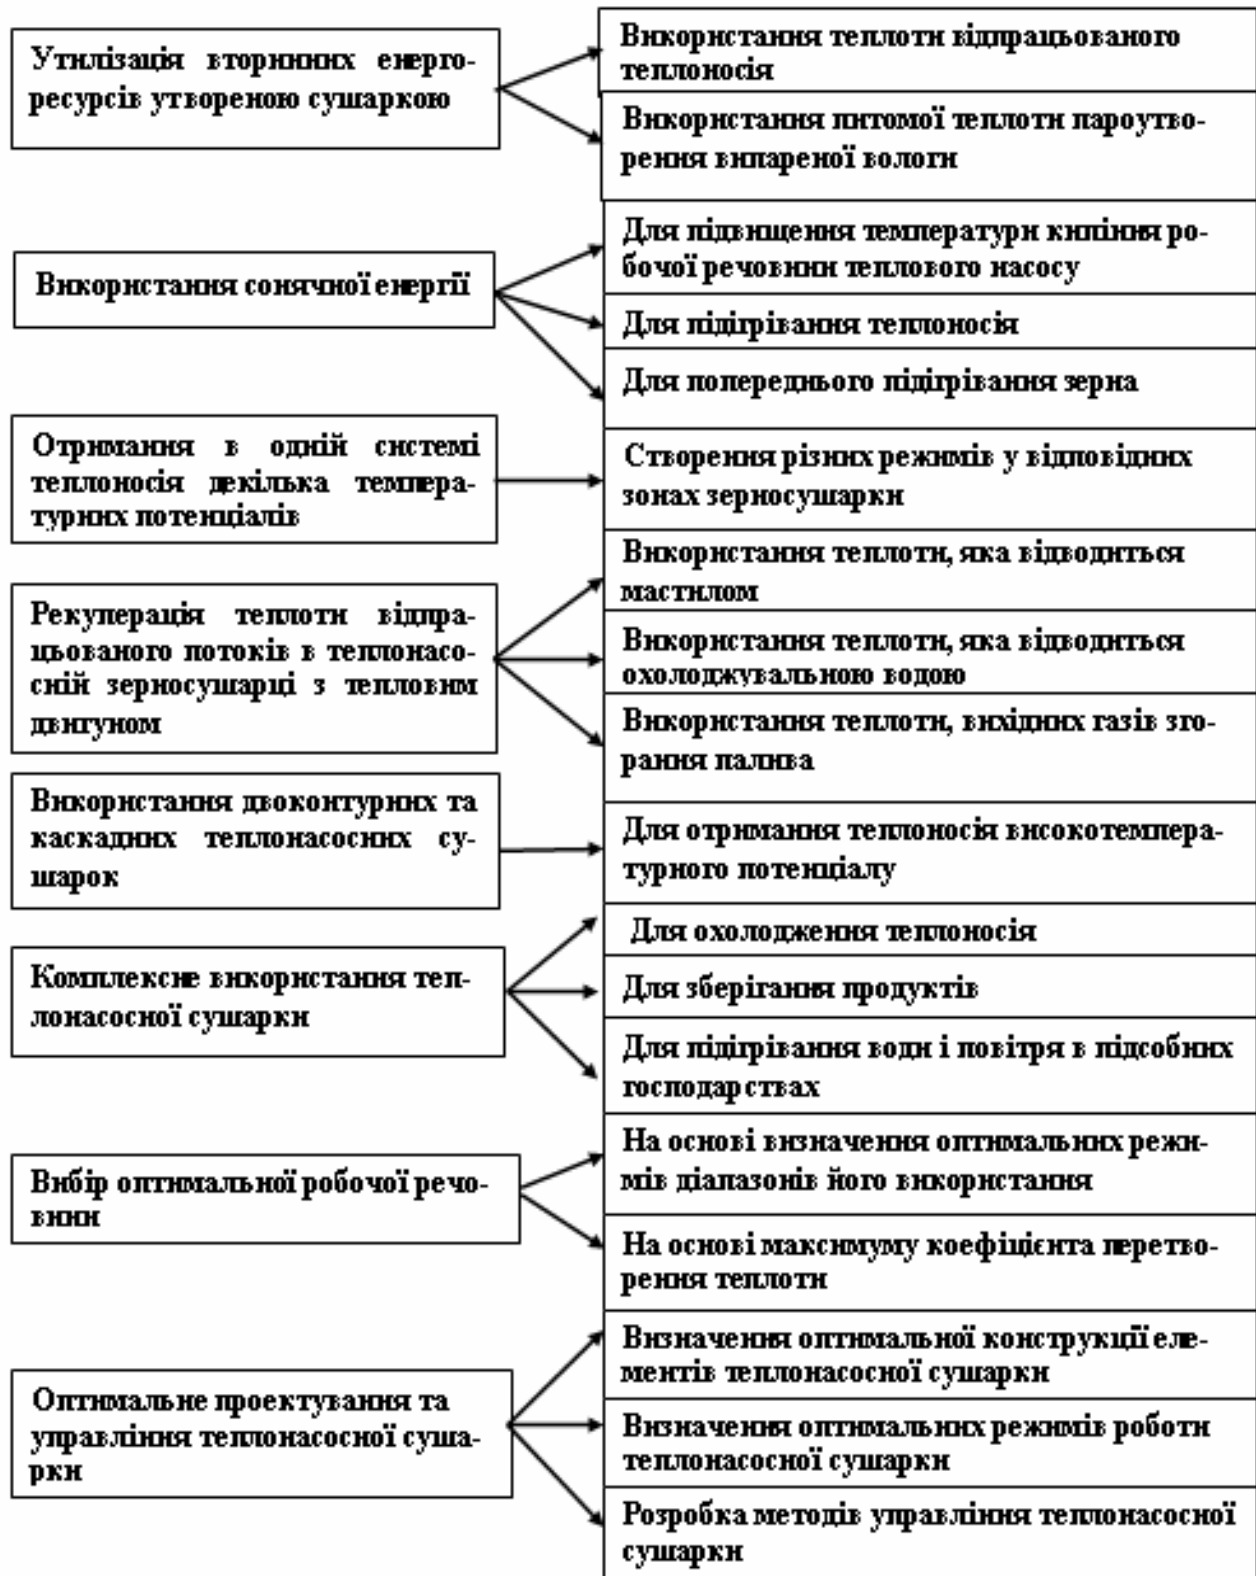 Утилізація вторинних енерго-
ресурсів утвореною сушаркою
Використання теплоти відпрацьованого
теплоносія
Використання питомої теплоти пароутво-
рення випареної вологи
Використання сонячної енергії
Для підвищення температури кипіння ро-
бочої речовини теплового насосу
Для підігрівання теплоносія
Для попереднього підігрівання зерна
Отримання в одній системі
теплоносія декілька темпера-
турних потенціалів
Створення різних режимів у відповідних
зонах зерносушарки
Рекуперація теплоти відпра-
цьованого потоків в теплонасо-
сній зерносушарці з тепловим
двигуном
Використання теплоти, яка відводиться
мастилом
Використання теплоти, яка відводиться
охолоджувальною водою
Використання теплоти, вихідних газів зго-
рання палива
Використання двоконтурних та
каскадних теплонасосних су-
шарок
Для отримання теплоносія високотемпера-
турного потенціалу
Комплексне використання теп-
лонасосної сушарки
Для охолодження теплоносія
Для зберігання продуктів
Для підігрівання води і повітря в підсобних
господарствах
Вибір оптимальної робочої речо-
вини
На основі визначення оптимальних режи-
мів діапазонів його використання
На основі максимуму коефіцієнта перетво-
рення теплоти
Оптимальне проектування та
управління теплонасосної суша-
рки
Визначення оптимальної конструкції еле-
ментів теплонасосної сушарки
Визначення оптимальних режимів роботи
теплонасосної сушарки
Розробка методів управління теплонасосної
сушарки